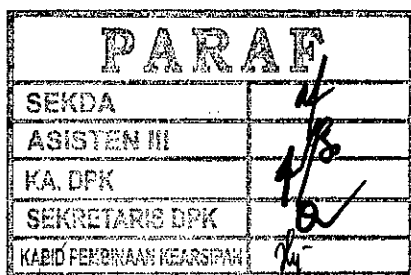 PARAF
SEKDA
ASISTEN III
KA. DPK
SEKRETARIS DPK
KABID PEMBINAAN KEARSIPAN